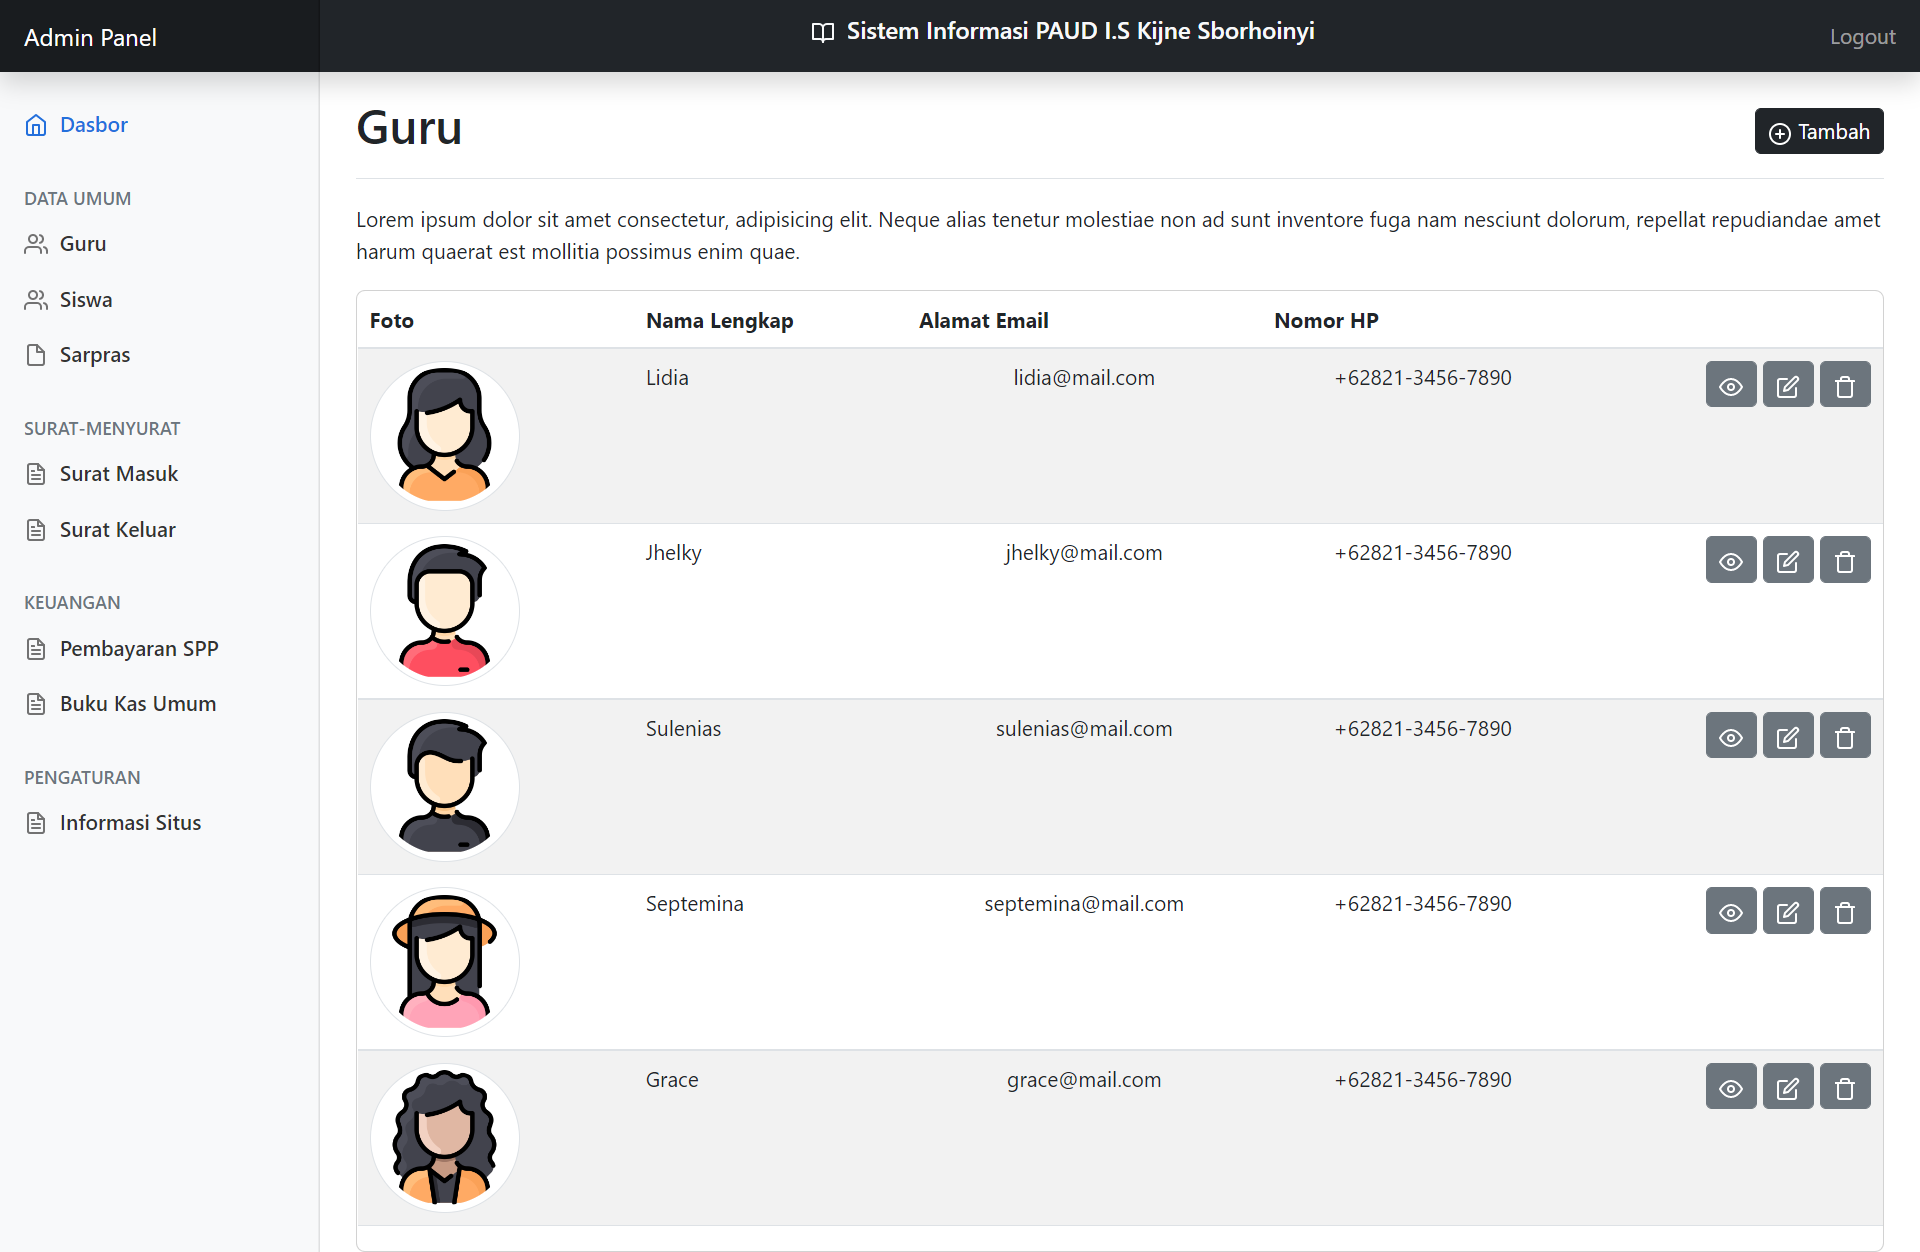 Admin Panel
Sistem Informasi PAUD I.S Kijne Sborhoinyi
Logout
Dasbor
DATA UMUM
Guru
Siswa
Sarpras
SURAT-MENYURAT
Surat Masuk
Surat Keluar
KEUANGAN
Pembayaran SPP
Buku Kas Umum
PENGATURAN
Informasi Situs
Guru
Tambah
Lorem ipsum dolor sit amet consectetur, adipisicing elit. Neque alias tenetur molestiae non ad sunt inventore fuga nam nesciunt dolorum, repellat repudiandae amet
harum quaerat est mollitia possimus enim quae.
Foto Nama Lengkap Alamat Email Nomor HP
Lidia lidia@mail.com +62821-3456-7890
Jhelky jhelky@mail.com +62821-3456-7890
Sulenias sulenias@mail.com +62821-3456-7890
Septemina septemina@mail.com +62821-3456-7890
Grace grace@mail.com +62821-3456-7890